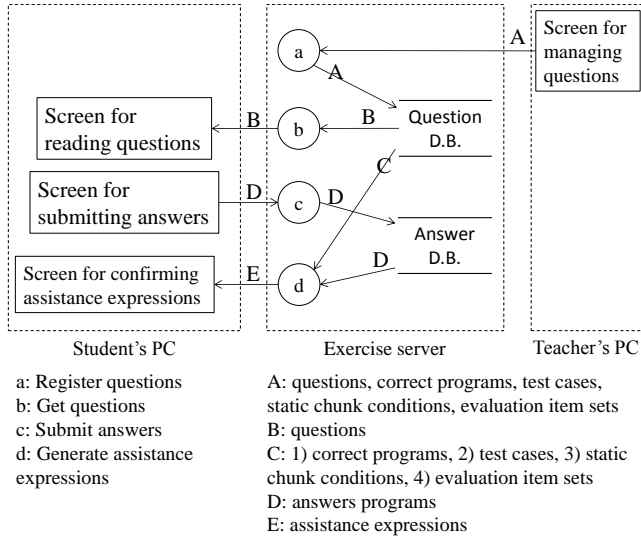 a
A
Screen for
managing
questions
A
Screen for
reading questions
B
b
B
Question
D.B.
C
Screen for
submitting answers
D
c
D
Answer
D.B.
Screen for confirming
assistance expressions
E
d
D
Student's PC
Exercise server
Teacher's PC
a: Register questions
b: Get questions
c: Submit answers
d: Generate assistance
expressions
A: questions, correct programs, test cases,
static chunk conditions, evaluation item sets
B: questions
C: 1) correct programs, 2) test cases, 3) static
chunk conditions, 4) evaluation item sets
D: answers programs
E: assistance expressions